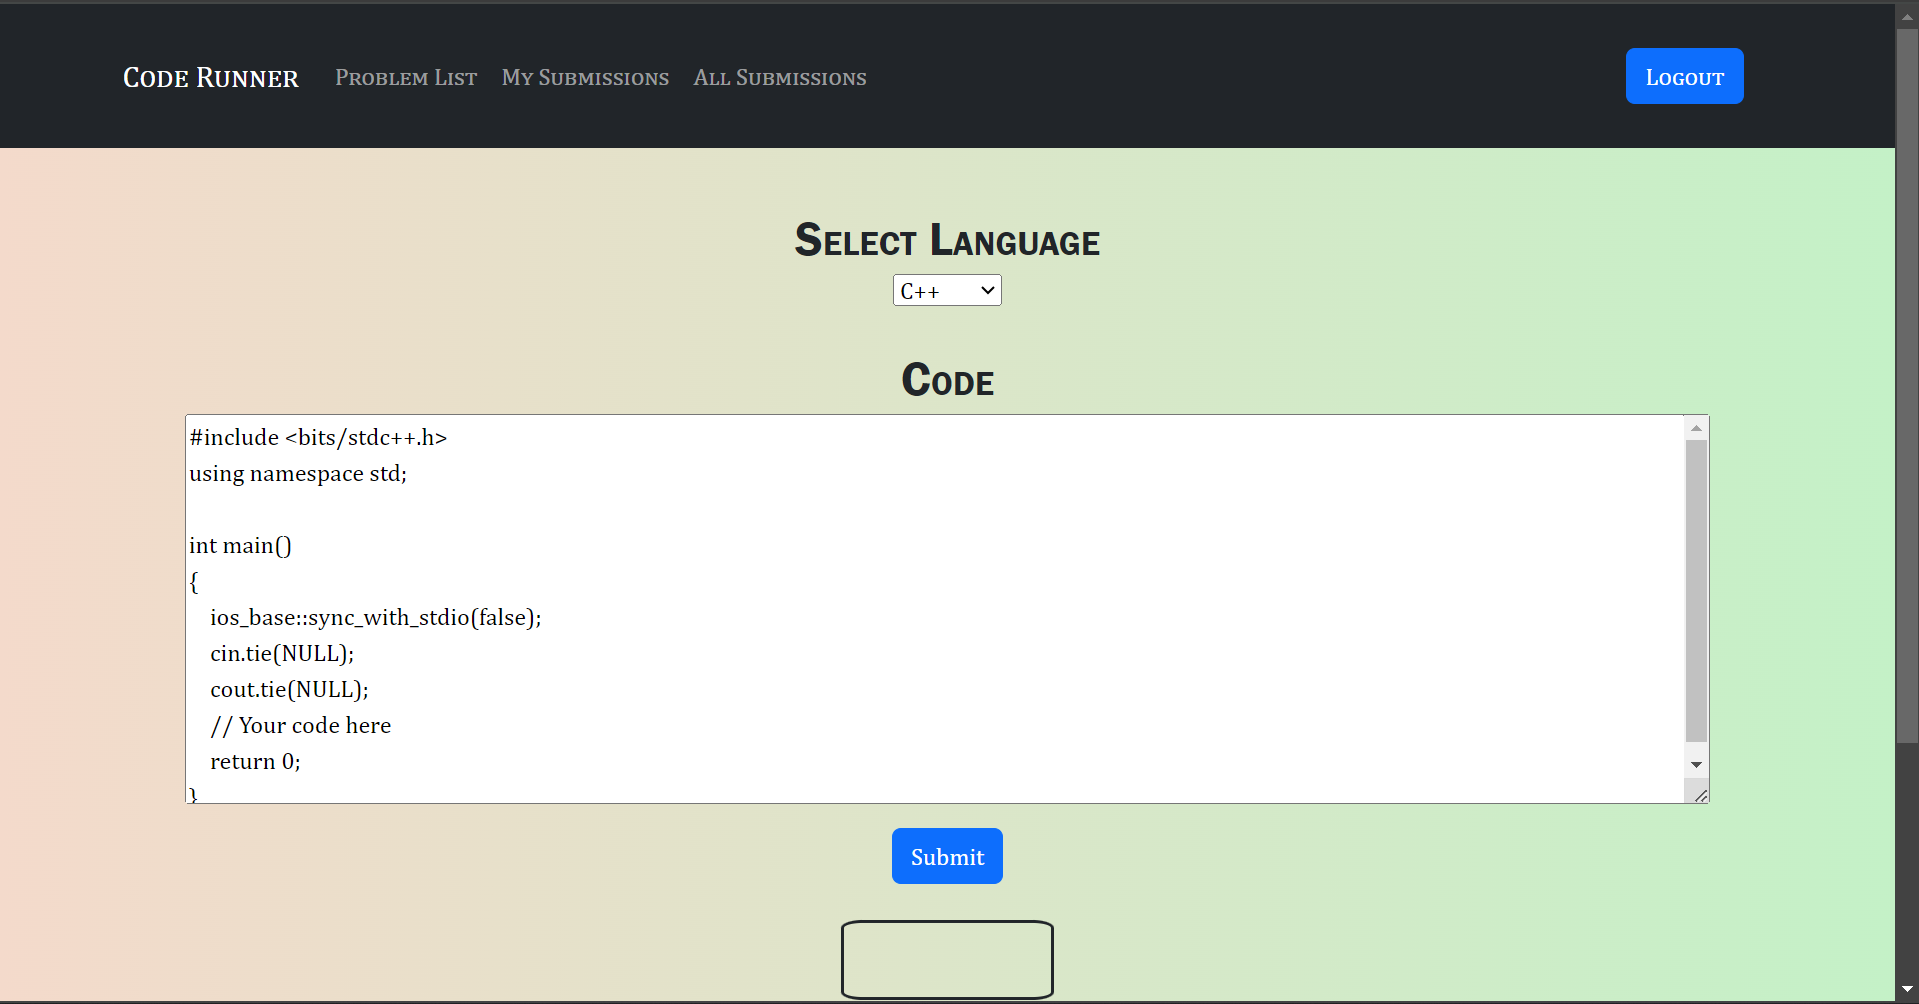 Code Runner Problem List My Submissions All Submissions Logout
Select Language
C++
Code
#include <bits/stdc++.h>
using namespace std;
int main()
{
    ios_base::sync_with_stdio(false);
    cin.tie(NULL);
    cout.tie(NULL);
    // Your code here
    return 0;
}
Submit